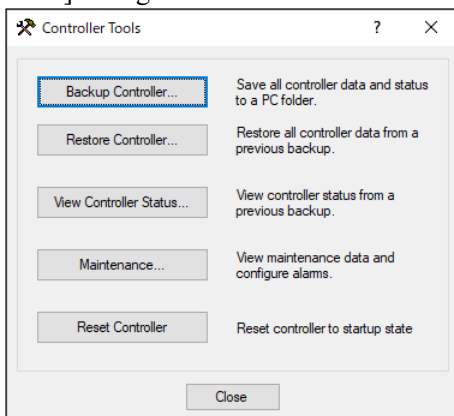 Controller Tools ?
Backup Controller... Save all controller data and status
to a PC folder.
Restore Controller... Restore all controller data from a
previous backup.
View Controller Status... View controller status from a
previous backup.
Maintenance... View maintenance data and
configure alarms.
Reset Controller Reset controller to startup state
Close